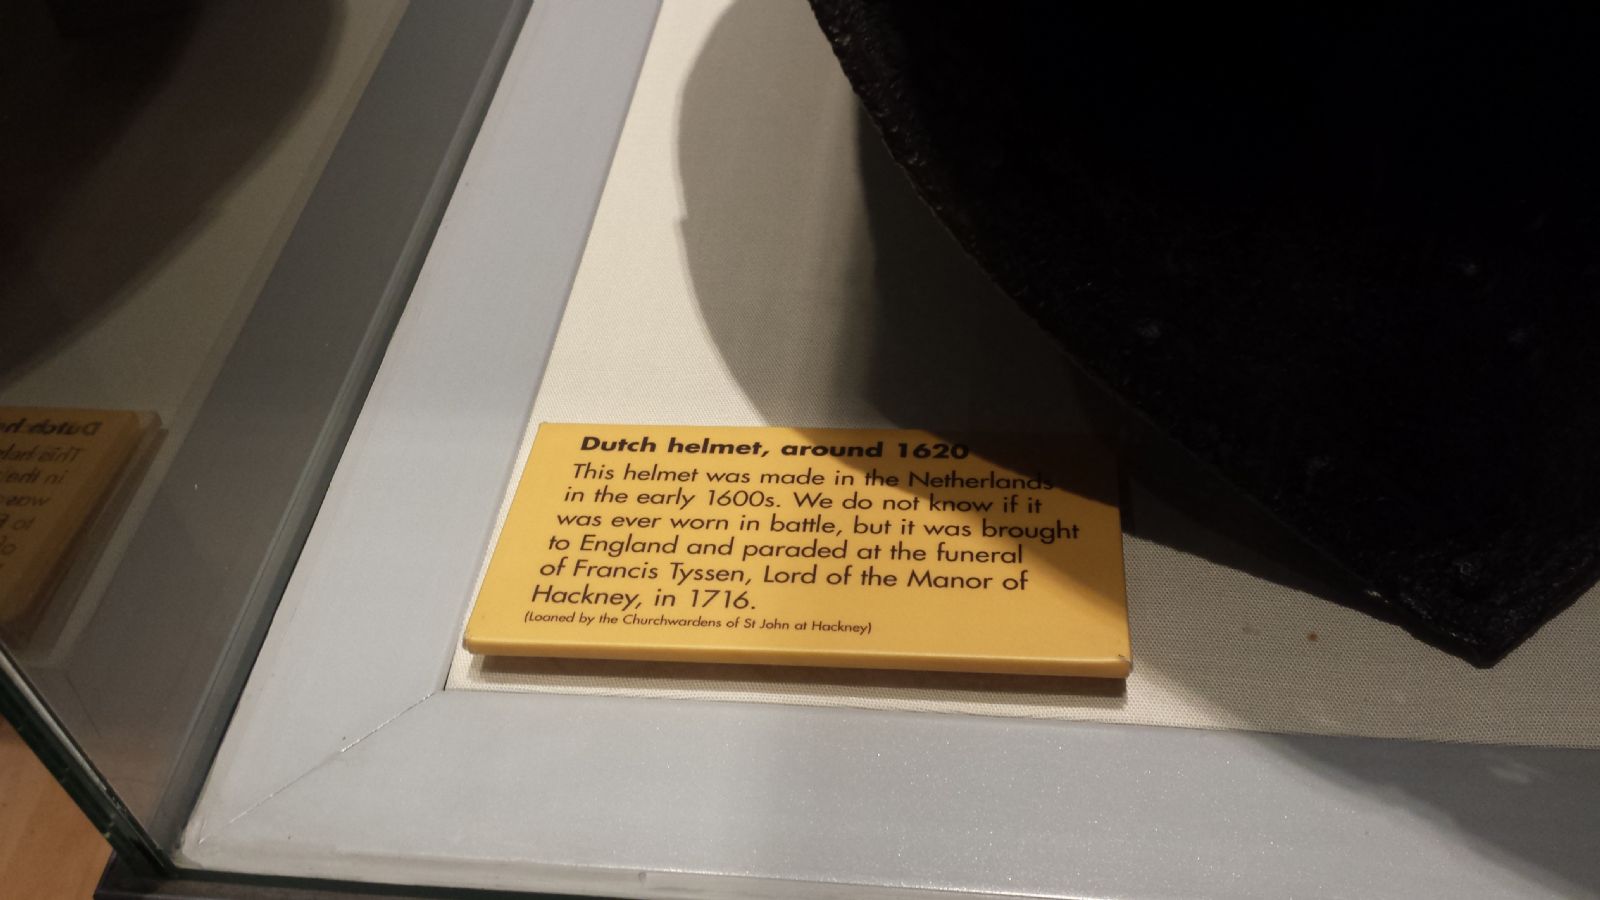 Dutch helmet, around 1620
This helmet was made in the Netherlands
in the early 1600s. We do not know if it
was ever worn in battle, but it was brought
to England and paraded at the funeral
of Francis Tyssen, Lord of the Manor of
Hackney, in 1716.
(Loaned by the Churchwardens of St John at Hackney)